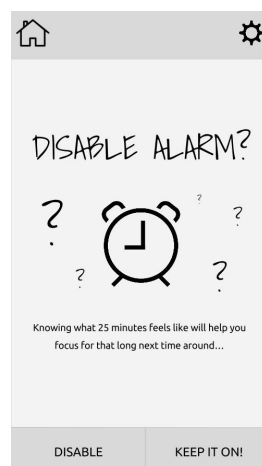 DISABLE ALARM?
? ? ?
? ?
Knowing what 25 minutes feels like will help you
focus for that long next time around…
DISABLE KEEP IT ON!